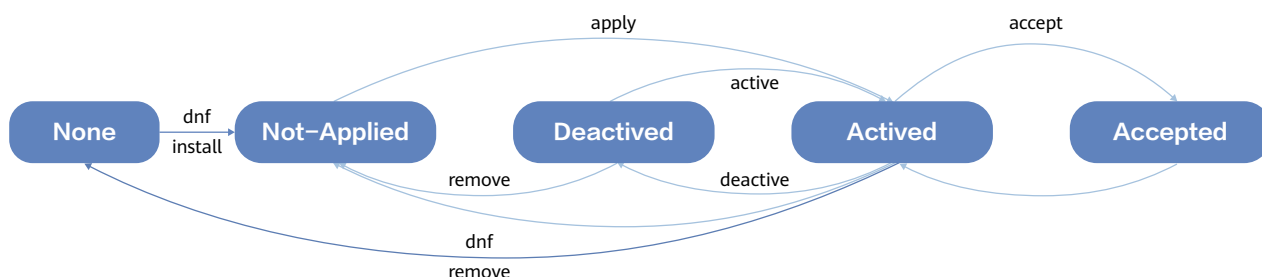 apply
accept
active
None
dnf
install
Not-Applied
Deactived
Actived
Accepted
remove
deactive
dnf
remove